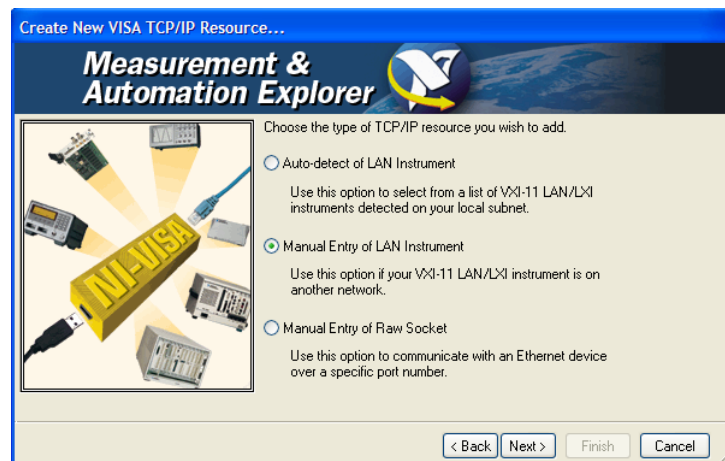 Create New VISA TCP/IP Resource...
Measurement &
Automation Explorer
Choose the type of TCP/IP resource you wish to add.
Auto-detect of LAN Instrument
Use this option to select from a list of VXI-11 LAN/LXI
instruments detected on your local subnet.
Manual Entry of LAN Instrument
Use this option if your VXI-11 LAN/LXI instrument is on
another network.
Manual Entry of Raw Socket
Use this option to communicate with an Ethernet device
over a specific port number.
NI-VISA
< Back
Next >
Finish
Cancel